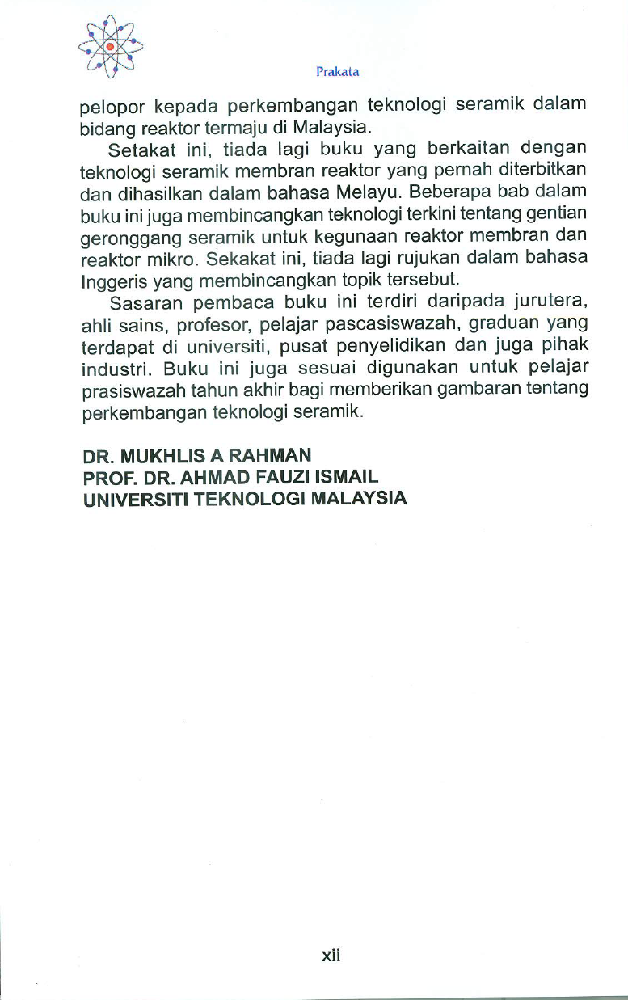 Prakata
pelopor kepada perkembangan teknologi seramik dalam
bidang reaktor termaju di Malaysia.
Setakat ini, tiada lagi buku yang berkaitan dengan
teknologi seramik membran reaktor yang pernah diterbitkan
dan dihasilkan dalam bahasa Melayu. Beberapa bab dalam
buku ini juga membincangkan teknologi terkini tentang gentian
geronggang seramik untuk kegunaan reaktor membran dan
reaktor mikro. Sekakat ini, tiada lagi rujukan dalam bahasa
Inggeris yang membincangkan topik tersebut.
Sasaran pembaca buku ini terdiri daripada jurutera,
ahli sains, profesor, pelajar pascasiswazah, graduan yang
terdapat di universiti, pusat penyelidikan dan juga pihak
industri. Buku ini juga sesuai digunakan untuk pelajar
prasiswazah tahun akhir bagi memberikan gambaran tentang
perkembangan teknologi seramik.
DR. MUKHLIS A RAHMAN
PROF. DR. AHMAD FAUZI ISMAIL
UNIVERSITI TEKNOLOGI MALAYSIA
xii